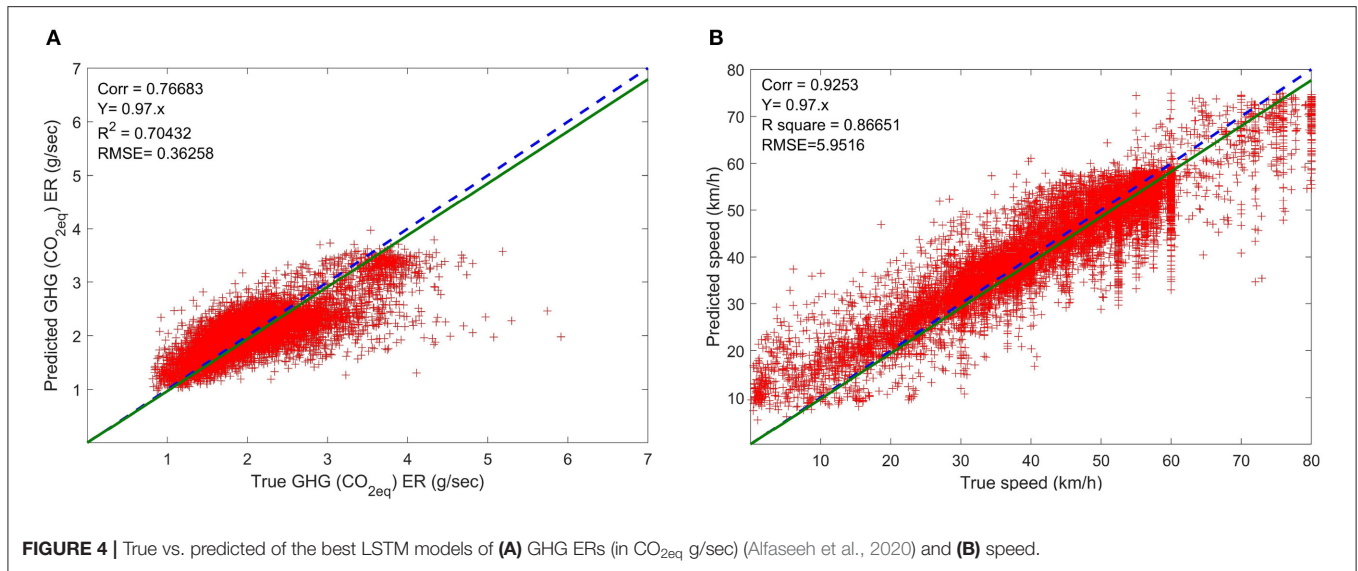 A
Corr = 0.76683
Y= 0.97.x
R² = 0.70432
RMSE= 0.36258
7
6
5
4
3
2
1
Predicted GHG (CO₂eq) ER (g/sec)
1 2 3 4 5 6 7
True GHG (CO₂eq) ER (g/sec)
B
Corr = 0.9253
Y= 0.97.x
R square = 0.86651
RMSE=5.9516
80
70
60
50
40
30
20
10
Predicted speed (km/h)
10 20 30 40 50 60 70 80
True speed (km/h)
FIGURE 4 | True vs. predicted of the best LSTM models of (A) GHG ERs (in CO₂eq g/sec) (Alfaseeh et al., 2020) and (B) speed.